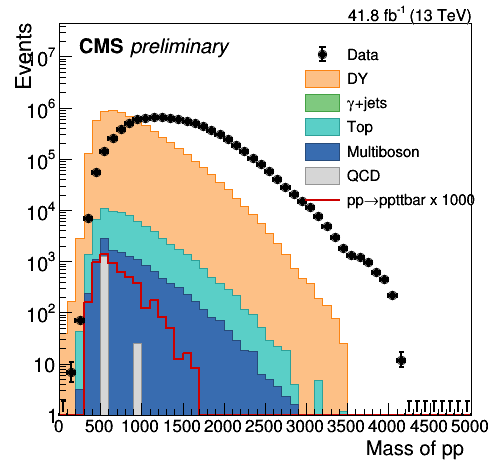 41.8 fb⁻¹ (13 TeV)
Events
CMS preliminary
Data
DY
γ+jets
Top
Multiboson
QCD
pp→ppttbar x 1000
10⁷
10⁶
10⁵
10⁴
10³
10²
10
1
0 500 1000 1500 2000 2500 3000 3500 4000 4500 5000
Mass of pp